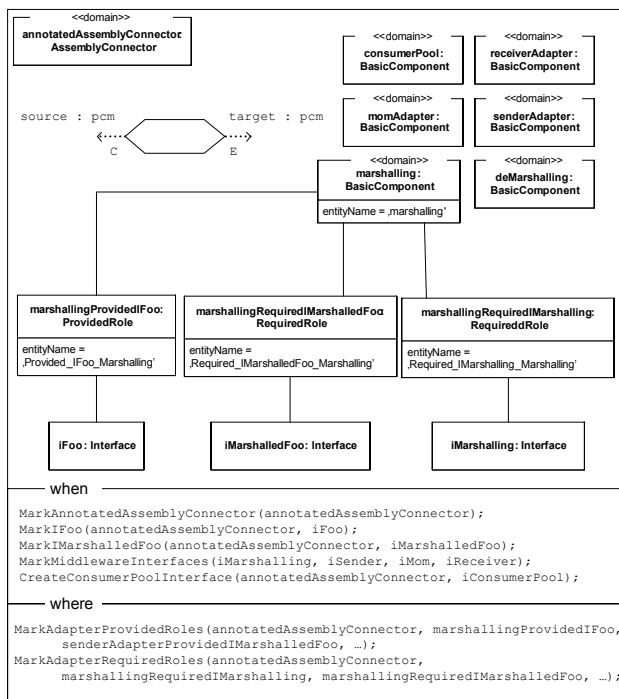 <<domain>>
annotatedAssemblyConnector:
AssemblyConnector
<<domain>>
consumerPool:
BasicComponent
<<domain>>
receiverAdapter:
BasicComponent
source : pcm
target : pcm
C
E
<<domain>>
momAdapter:
BasicComponent
<<domain>>
senderAdapter:
BasicComponent
<<domain>>
marshalling:
BasicComponent
entityName = ‚marshalling'
<<domain>>
deMarshalling:
BasicComponent
marshallingProvidedIFoo:
ProvidedRole
entityName =
‚Provided_IFoo_Marshalling'
marshallingRequiredIMarshalledFoo:
RequiredRole
entityName =
‚Required_IMarshalledFoo_Marshalling'
marshallingRequiredIMarshalling:
RequireddRole
entityName =
‚Required_IMarshalling_Marshalling'
iFoo: Interface
iMarshalledFoo: Interface
iMarshalling: Interface
when
MarkAnnotatedAssemblyConnector(annotatedAssemblyConnector);
MarkIFoo(annotatedAssemblyConnector, iFoo);
MarkIMarshalledFoo(annotatedAssemblyConnector, iMarshalledFoo);
MarkMiddlewareInterfaces(iMarshalling, iSender, iMom, iReceiver);
CreateConsumerPoolInterface(annotatedAssemblyConnector, iConsumerPool);
where
MarkAdapterProvidedRoles(annotatedAssemblyConnector, marshallingProvidedIFoo,
senderAdapterProvidedIMarshalledFoo, …);
MarkAdapterRequiredRoles(annotatedAssemblyConnector,
marshallingRequiredIMarshalling, marshallingRequiredIMarshalledFoo, …);